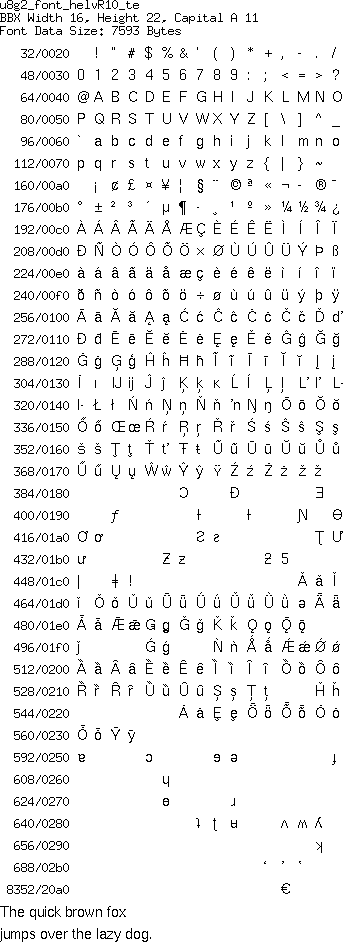 u8g2_font_helvR10_te
BBX Width 16, Height 22, Capital A 11
Font Data Size: 7593 Bytes
32/0020 ! " # $ % & ' ( ) * + , - . /
48/0030 0 1 2 3 4 5 6 7 8 9 : ; < = > ?
64/0040 @ A B C D E F G H I J K L M N O
80/0050 P Q R S T U V W X Y Z [ \ ] ^ _
96/0060 ` a b c d e f g h i j k l m n o
112/0070 p q r s t u v w x y z { | } ~
160/00a0 ¡ ¢ £ ¤ ¥ ¦ § ¨ © ª « ¬ - ® ¯
176/00b0 ° ± ² ³ ´ µ ¶ · ¸ ¹ º » ¼ ½ ¾ ¿
192/00c0 À Á Â Ã Ä Å Æ Ç È É Ê Ë Ì Í Î Ï
208/00d0 Ð Ñ Ò Ó Ô Õ Ö × Ø Ù Ú Û Ü Ý Þ ß
224/00e0 à á â ã ä å æ ç è é ê ë ì í î ï
240/00f0 ð ñ ò ó ô õ ö ÷ ø ù ú û ü ý þ ÿ
256/0100 Ā ā Ă ă Ą ą Ć ć Ĉ ĉ Ċ ċ Č č Ď ď
272/0110 Đ đ Ē ē Ĕ ĕ Ė ė Ę ę Ě ě Ĝ ĝ Ğ ğ
288/0120 Ġ ġ Ģ ģ Ĥ ĥ Ħ ħ Ĩ ĩ Ī ī Ĭ ĭ Į į
304/0130 İ ı Ĳ ĳ Ĵ ĵ Ķ ķ ĸ Ĺ ĺ Ļ ļ Ľ ľ Ŀ
320/0140 ŀ Ł ł Ń ń Ņ ņ Ň ň ŉ Ŋ ŋ Ō ō Ŏ ŏ
336/0150 Ő ő Œ œ Ŕ ŕ Ŗ ŗ Ř ř Ś ś Ŝ ŝ Ş ş
352/0160 Š š Ţ ţ Ť ť Ŧ ŧ Ũ ũ Ū ū Ŭ ŭ Ů ů
368/0170 Ű ű Ų ų Ŵ ŵ Ŷ ŷ Ÿ Ź ź Ż ż Ž ž
384/0180 Ɔ Ɖ Ǝ
400/0190 ƒ Ɨ ƚ Ɲ Ɵ
416/01a0 Ơ ơ Ƨ ƨ Ʈ Ư
432/01b0 ư Ƶ ƶ ƻ Ƽ
448/01c0 ǀ ǂ ǃ Ǎ ǎ Ǐ
464/01d0 ǐ Ǒ ǒ Ǔ ǔ Ǖ ǖ Ǘ ǘ Ǚ ǚ Ǜ ǜ ǝ Ǟ ǟ
480/01e0 Ǡ ǡ Ǣ ǣ Ǥ ǥ Ǧ ǧ Ǩ ǩ Ǫ ǫ Ǭ ǭ
496/01f0 ǰ Ǵ ǵ Ǹ ǹ Ǻ ǻ Ǽ ǽ Ǿ ǿ
512/0200 Ȁ ȁ Ȃ ȃ Ȅ ȅ Ȇ ȇ Ȉ ȉ Ȋ ȋ Ȍ ȍ Ȏ ȏ
528/0210 Ȑ ȑ Ȓ ȓ Ȕ ȕ Ȗ ȗ Ș ș Ț ț Ȟ ȟ
544/0220 Ȧ ȧ Ȩ ȩ Ȫ ȫ Ȭ ȭ Ȯ ȯ
560/0230 Ȱ ȱ Ȳ ȳ
592/0250 ɐ ɔ ɘ ə ɟ
608/0260 ɥ
624/0270 ɵ ɹ
640/0280 ʇ ʈ ʉ ʌ ʍ ʎ
656/0290 ʞ
688/02b0 ʻ ʼ ʽ
8352/20a0 €
The quick brown fox
jumps over the lazy dog.